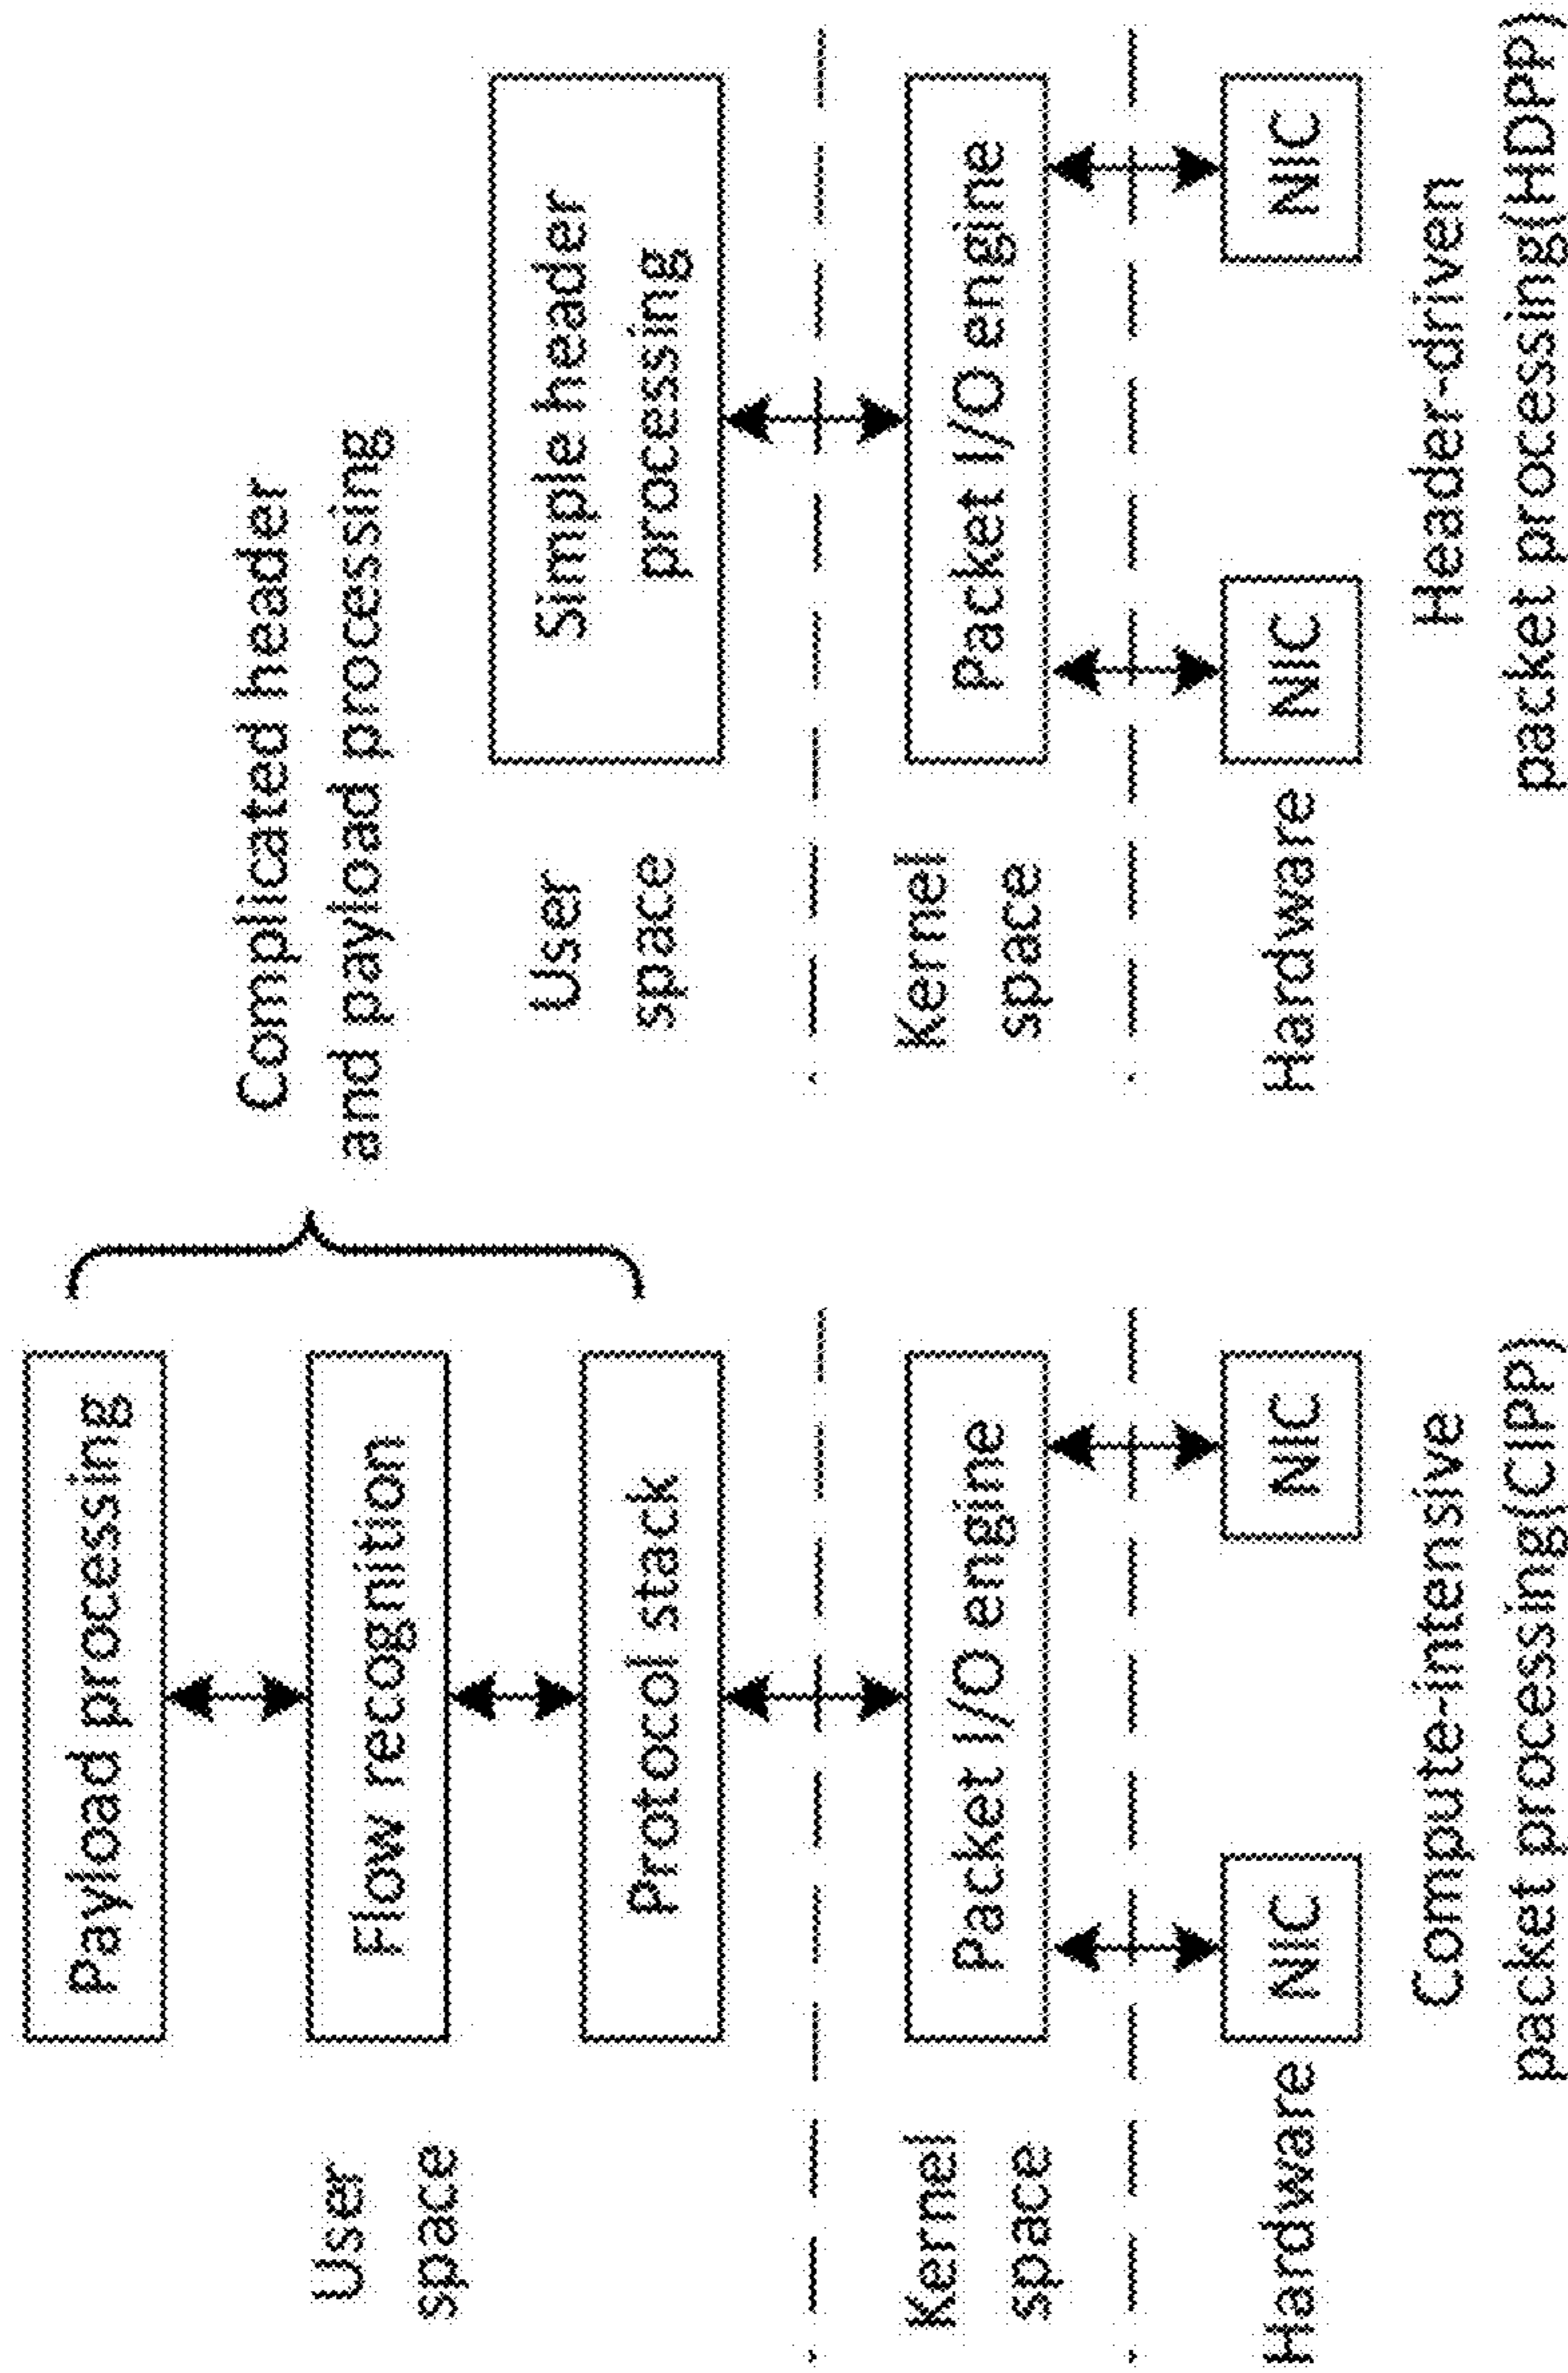 Payload processing
Flow recognition
Protocol stack
User
space
Packet I/O engine
Kernel
space
NIC
NIC
Hardware
Compute-intensive
packet processing(CIPP)
Complicated header
and payload processing
Simple header
processing
User
space
Packet I/O engine
Kernel
space
NIC
NIC
Hardware
Header-driven
packet processing(HDPP)